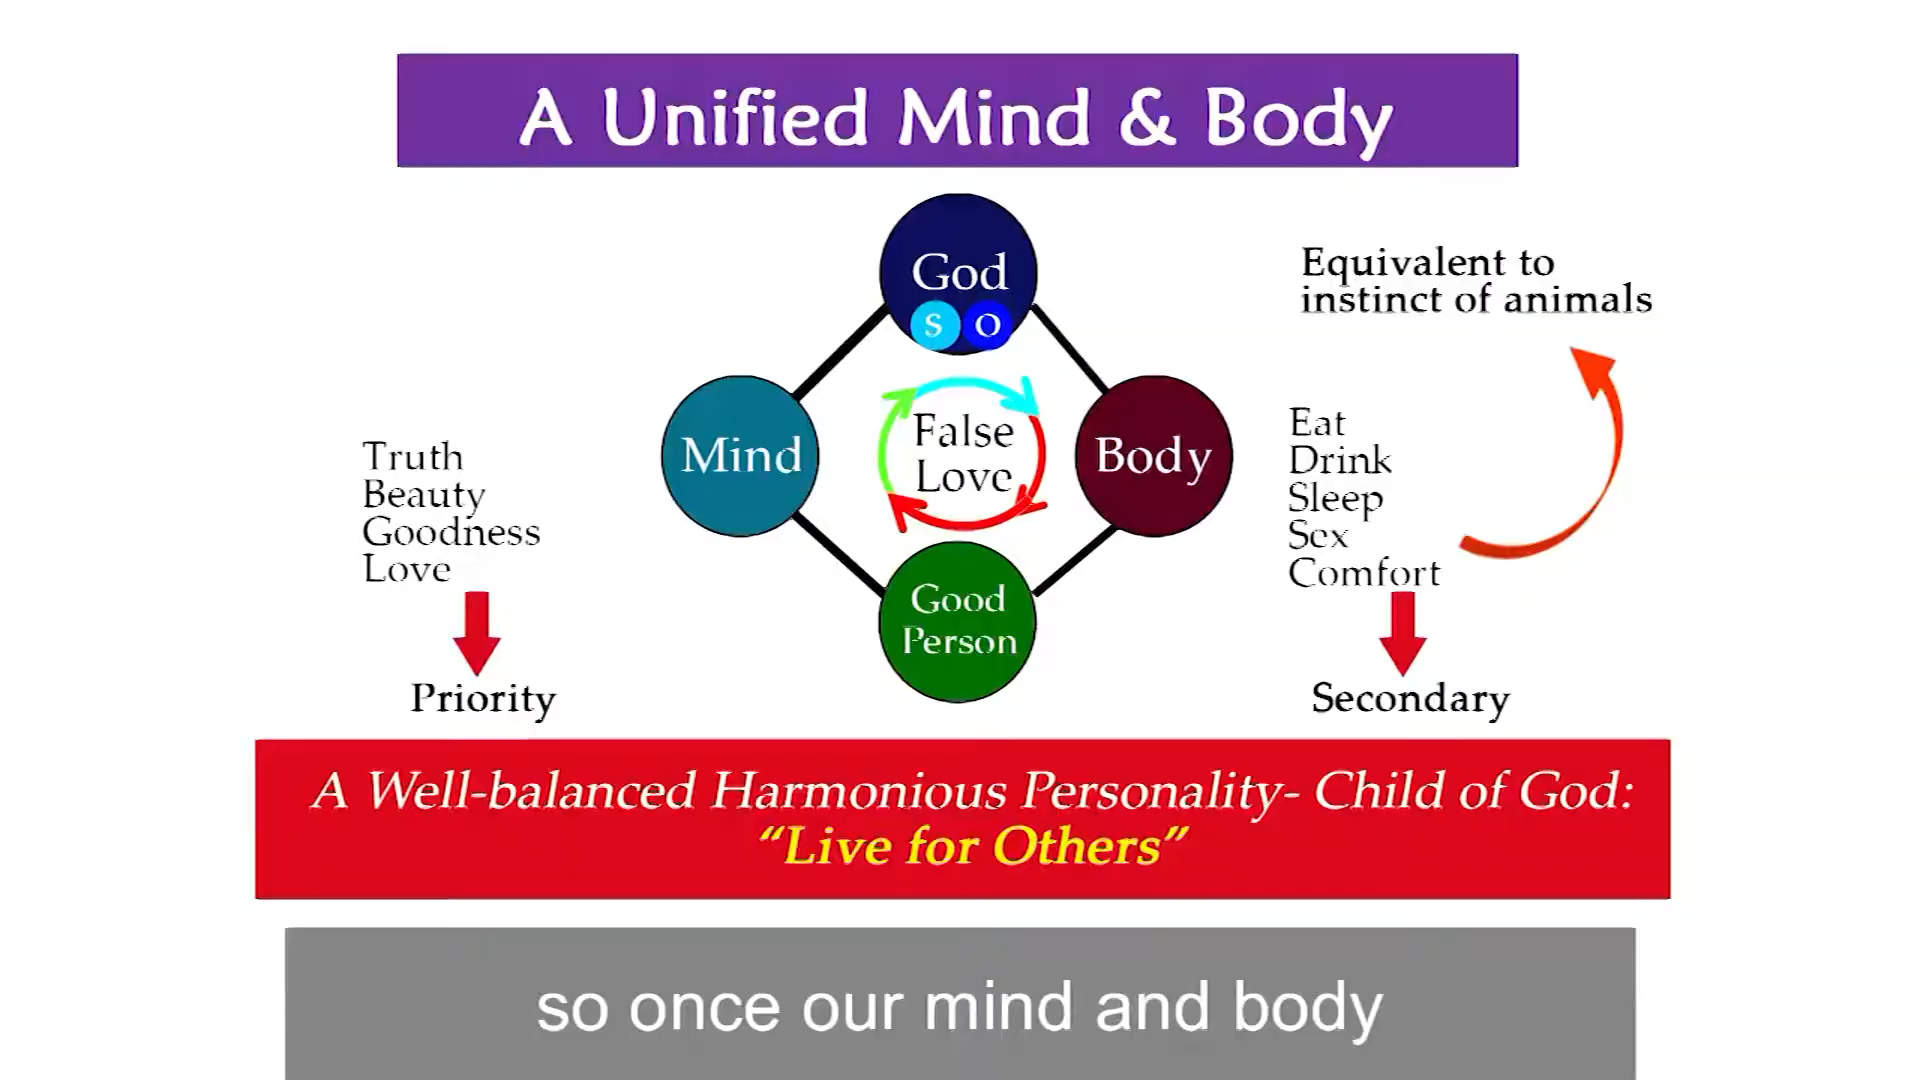 A Unified Mind & Body
God
S O
Equivalent to
instinct of animals
Mind
False
Love
Body
Truth
Beauty
Goodness
Love
Eat
Drink
Sleep
Sex
Comfort
Good
Person
Priority
Secondary
A Well-balanced Harmonious Personality- Child of God:
“Live for Others”
so once our mind and body